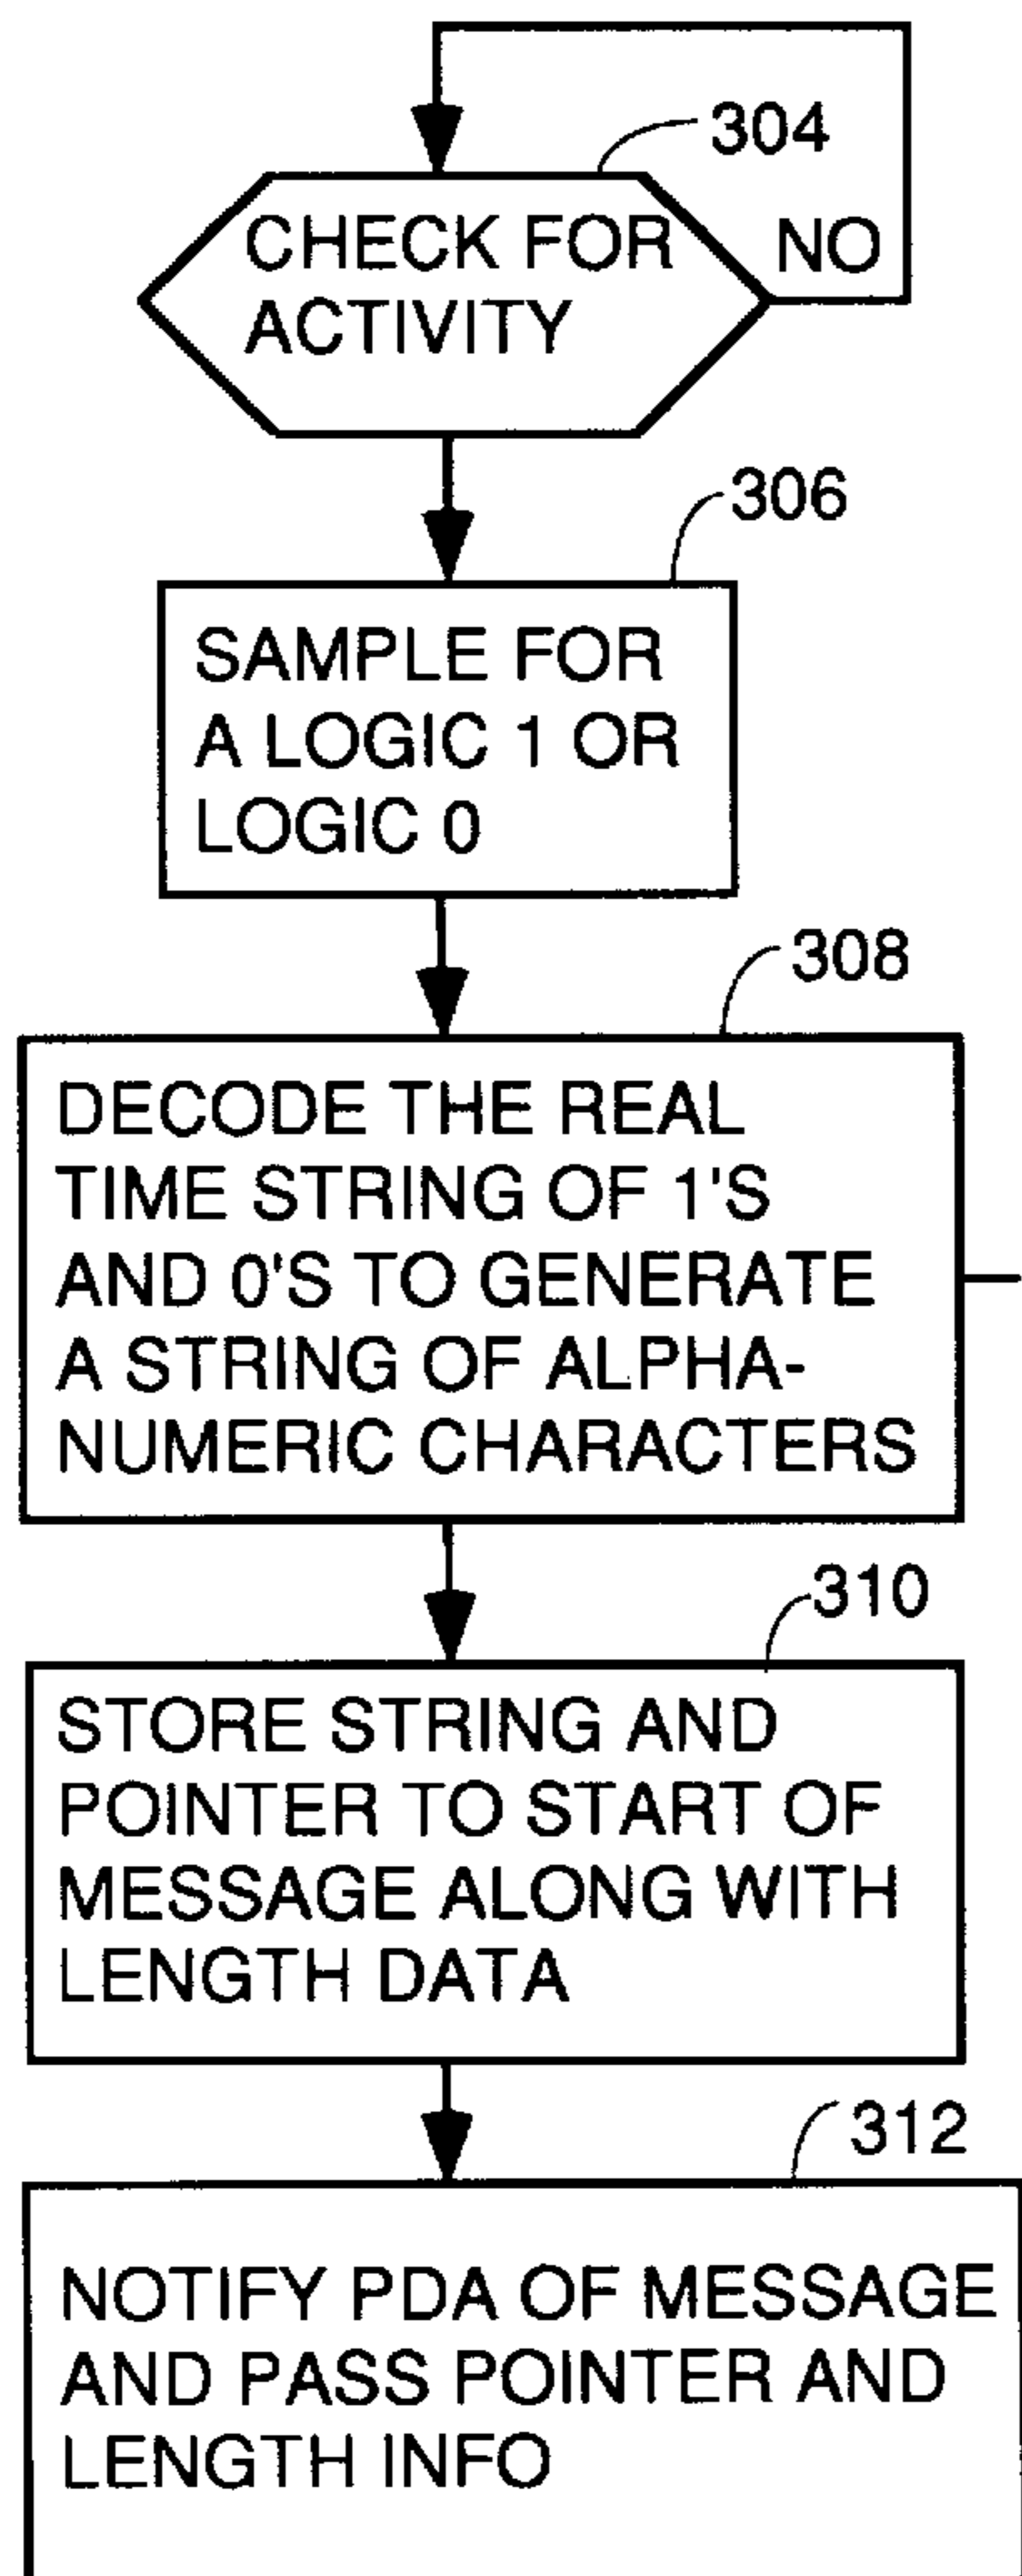 304
CHECK FOR
ACTIVITY
NO
306
SAMPLE FOR
A LOGIC 1 OR
LOGIC 0
308
DECODE THE REAL
TIME STRING OF 1'S
AND 0'S TO GENERATE
A STRING OF ALPHA-
NUMERIC CHARACTERS
310
STORE STRING AND
POINTER TO START OF
MESSAGE ALONG WITH
LENGTH DATA
312
NOTIFY PDA OF MESSAGE
AND PASS POINTER AND
LENGTH INFO